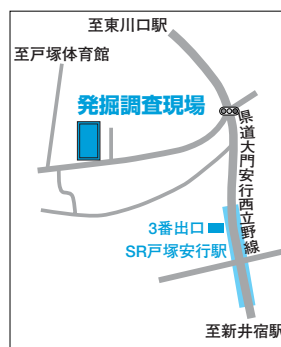 至東川口駅
至戸塚体育館
発掘調査現場
県道大門安行西立野線
3番出口
SR戸塚安行駅
至新井宿駅